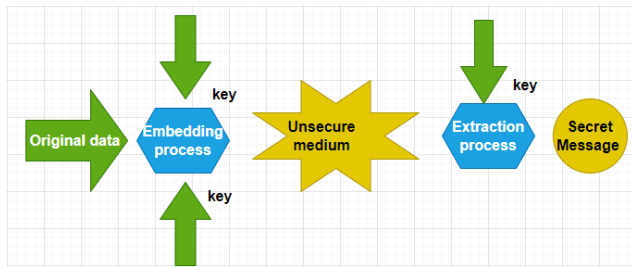 key
key
Original data
Embedding
process
Unsecure
medium
Extraction
process
Secret
Message
key